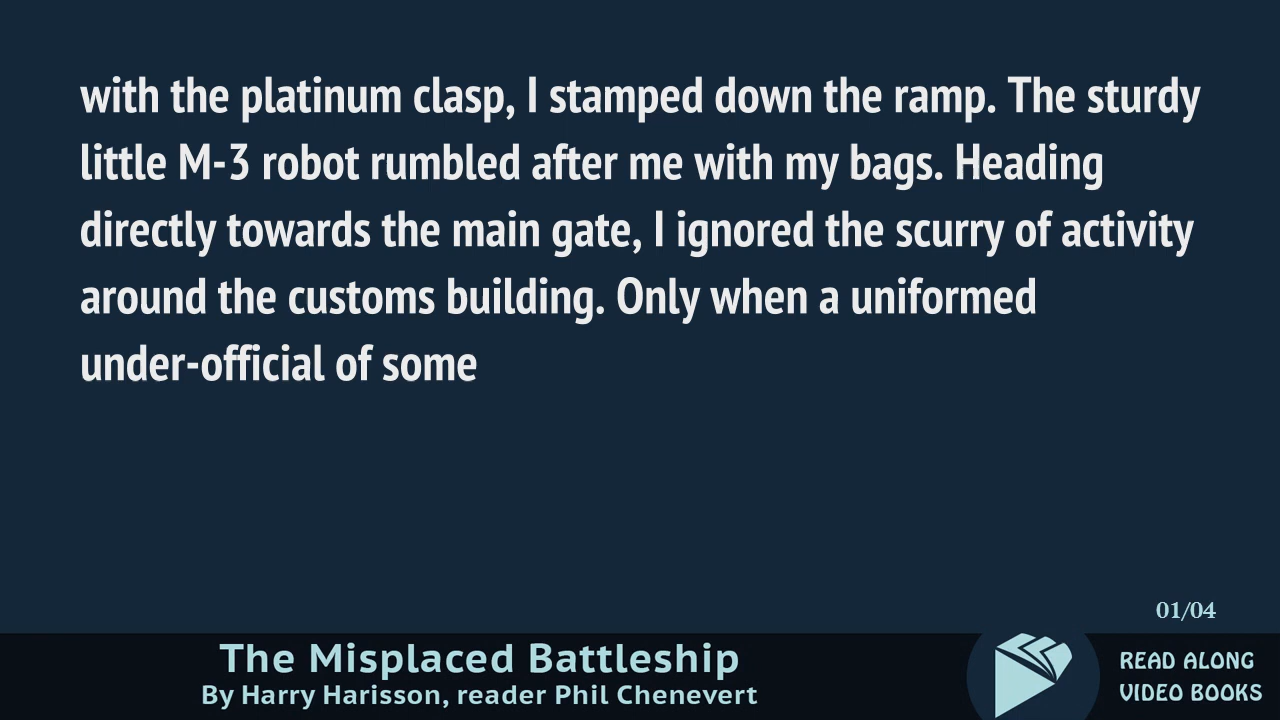 with the platinum clasp, I stamped down the ramp. The sturdy
little M-3 robot rumbled after me with my bags. Heading
directly towards the main gate, I ignored the scurry of activity
around the customs building. Only when a uniformed
under-official of some
01/04
The Misplaced Battleship
By Harry Harisson, reader Phil Chenevert
READ ALONG
VIDEO BOOKS